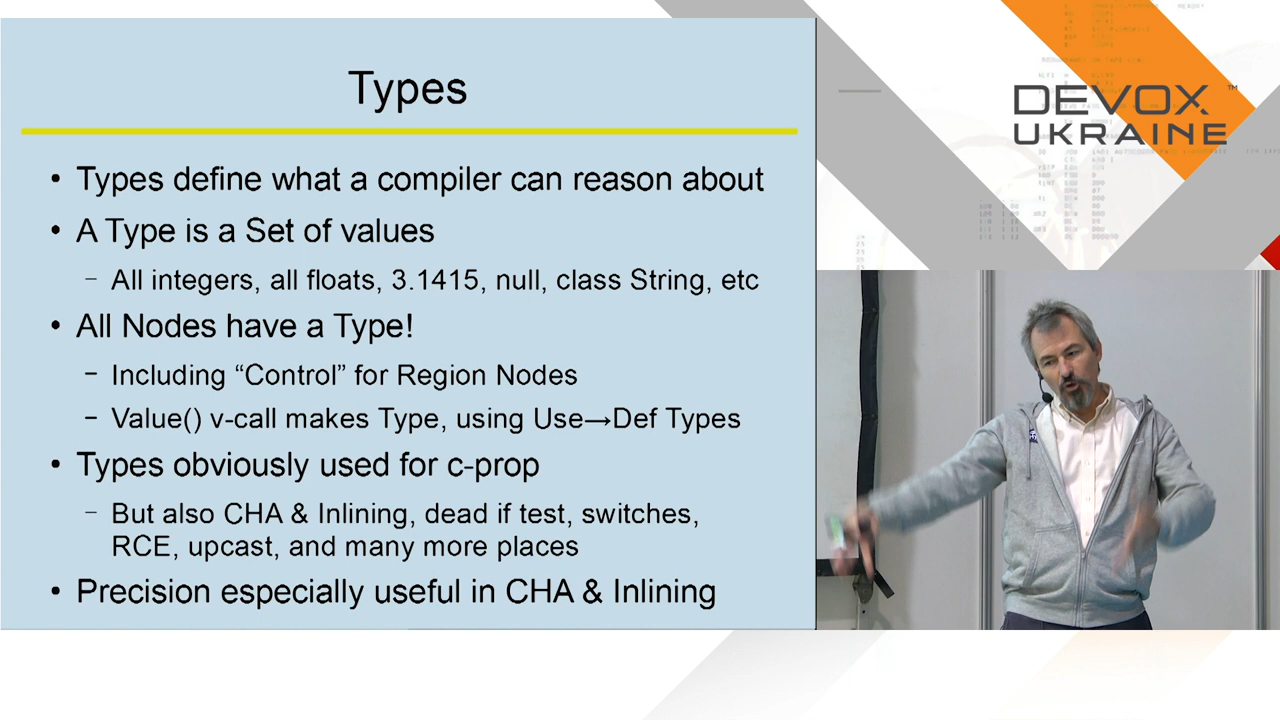 Types
• Types define what a compiler can reason about
• A Type is a Set of values
– All integers, all floats, 3.1415, null, class String, etc
• All Nodes have a Type!
– Including “Control” for Region Nodes
– Value() v-call makes Type, using Use→Def Types
• Types obviously used for c-prop
– But also CHA & Inlining, dead if test, switches,
RCE, upcast, and many more places
• Precision especially useful in CHA & Inlining
DEVOXX™
UKRAINE